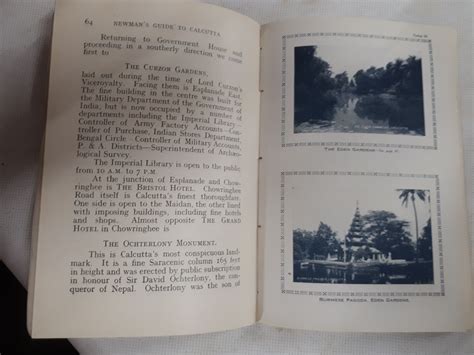 64 NEWMAN'S GUIDE TO CALCUTTA
Returning to Government House and
proceeding in a southerly direction we come
first to
THE CURZON GARDENS,
laid out during the time of Lord Curzon's
Viceroyalty. Facing them is Esplanade East.
The fine building in the centre was built for
the Military Department of the Government of
India, but is now occupied by a number of
departments including the Imperial Library—
Controller of Army Factory Accounts—Controller
of Purchase, Indian Stores Department,
Bengal Circle—Controller of Military Accounts,
P. & A. Districts—Superintendent of Archæo-
logical Survey.
The Imperial Library is open to the public
from 10 A.M. to 7 P.M.
At the junction of Esplanade and Chow-
ringhee is THE BRISTOL HOTEL. Chowringhee
Road itself is Calcutta's finest thoroughfare.
One side is open to the Maidan, the other lined
with imposing buildings, including fine hotels
and shops. Almost opposite THE GRAND
HOTEL in Chowringhee is
THE OCHTERLONY MONUMENT.
This is Calcutta's most conspicuous land-
mark. It is a fine Saracenic column 165 feet
in height and was erected by public subscription
in honour of Sir David Ochterlony, the con-
queror of Nepal. Ochterlony was the son of
THE EDEN GARDENS
BURMESE PAGODA, EDEN GARDENS.